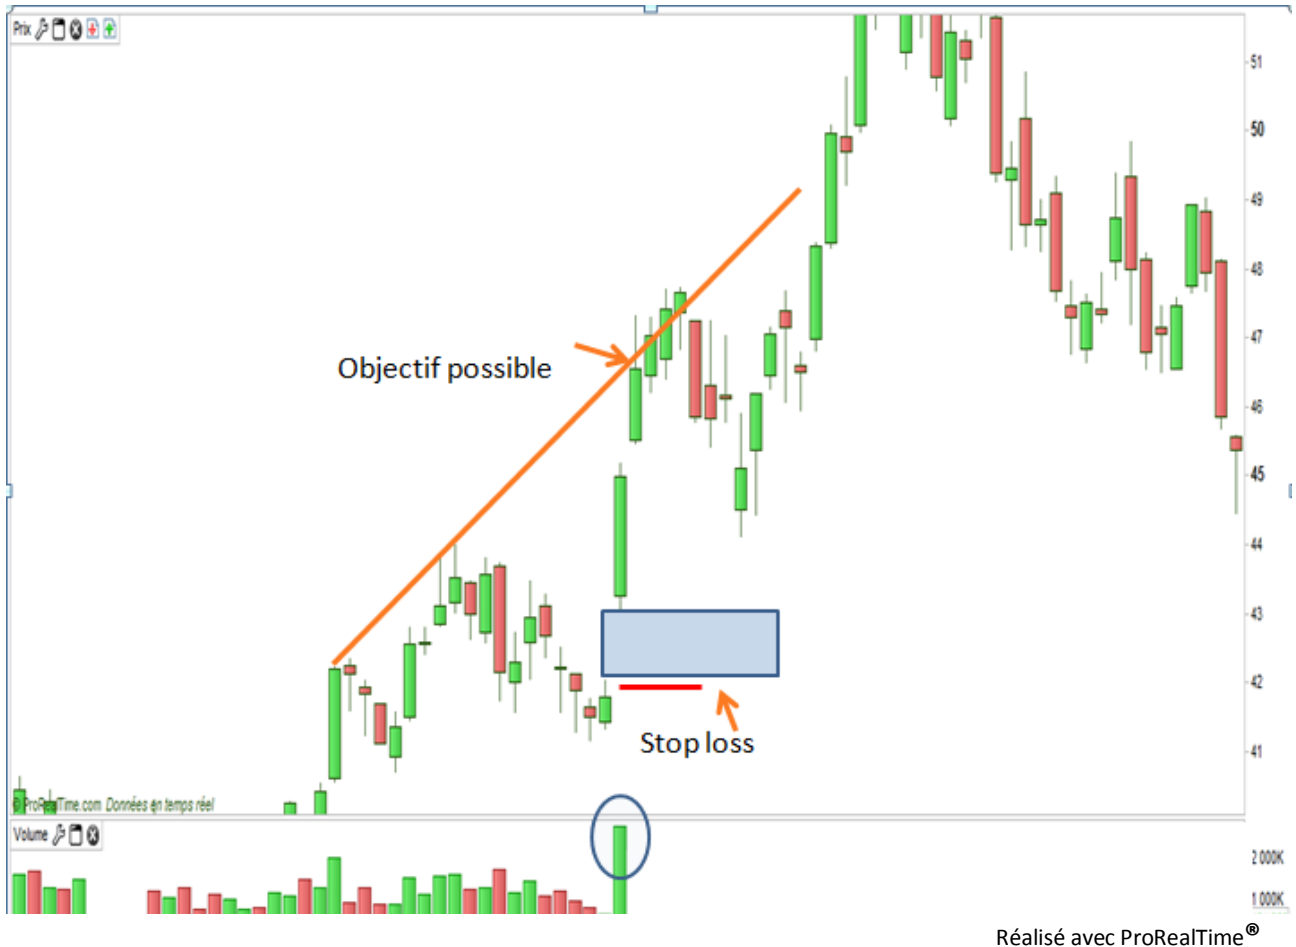 Prix
51
50
49
48
47
Objectif possible
46
45
44
43
42
Stop loss
41
© ProRealTime.com Données en temps réel
Volume
2 000K
1 000K
Réalisé avec ProRealTime®